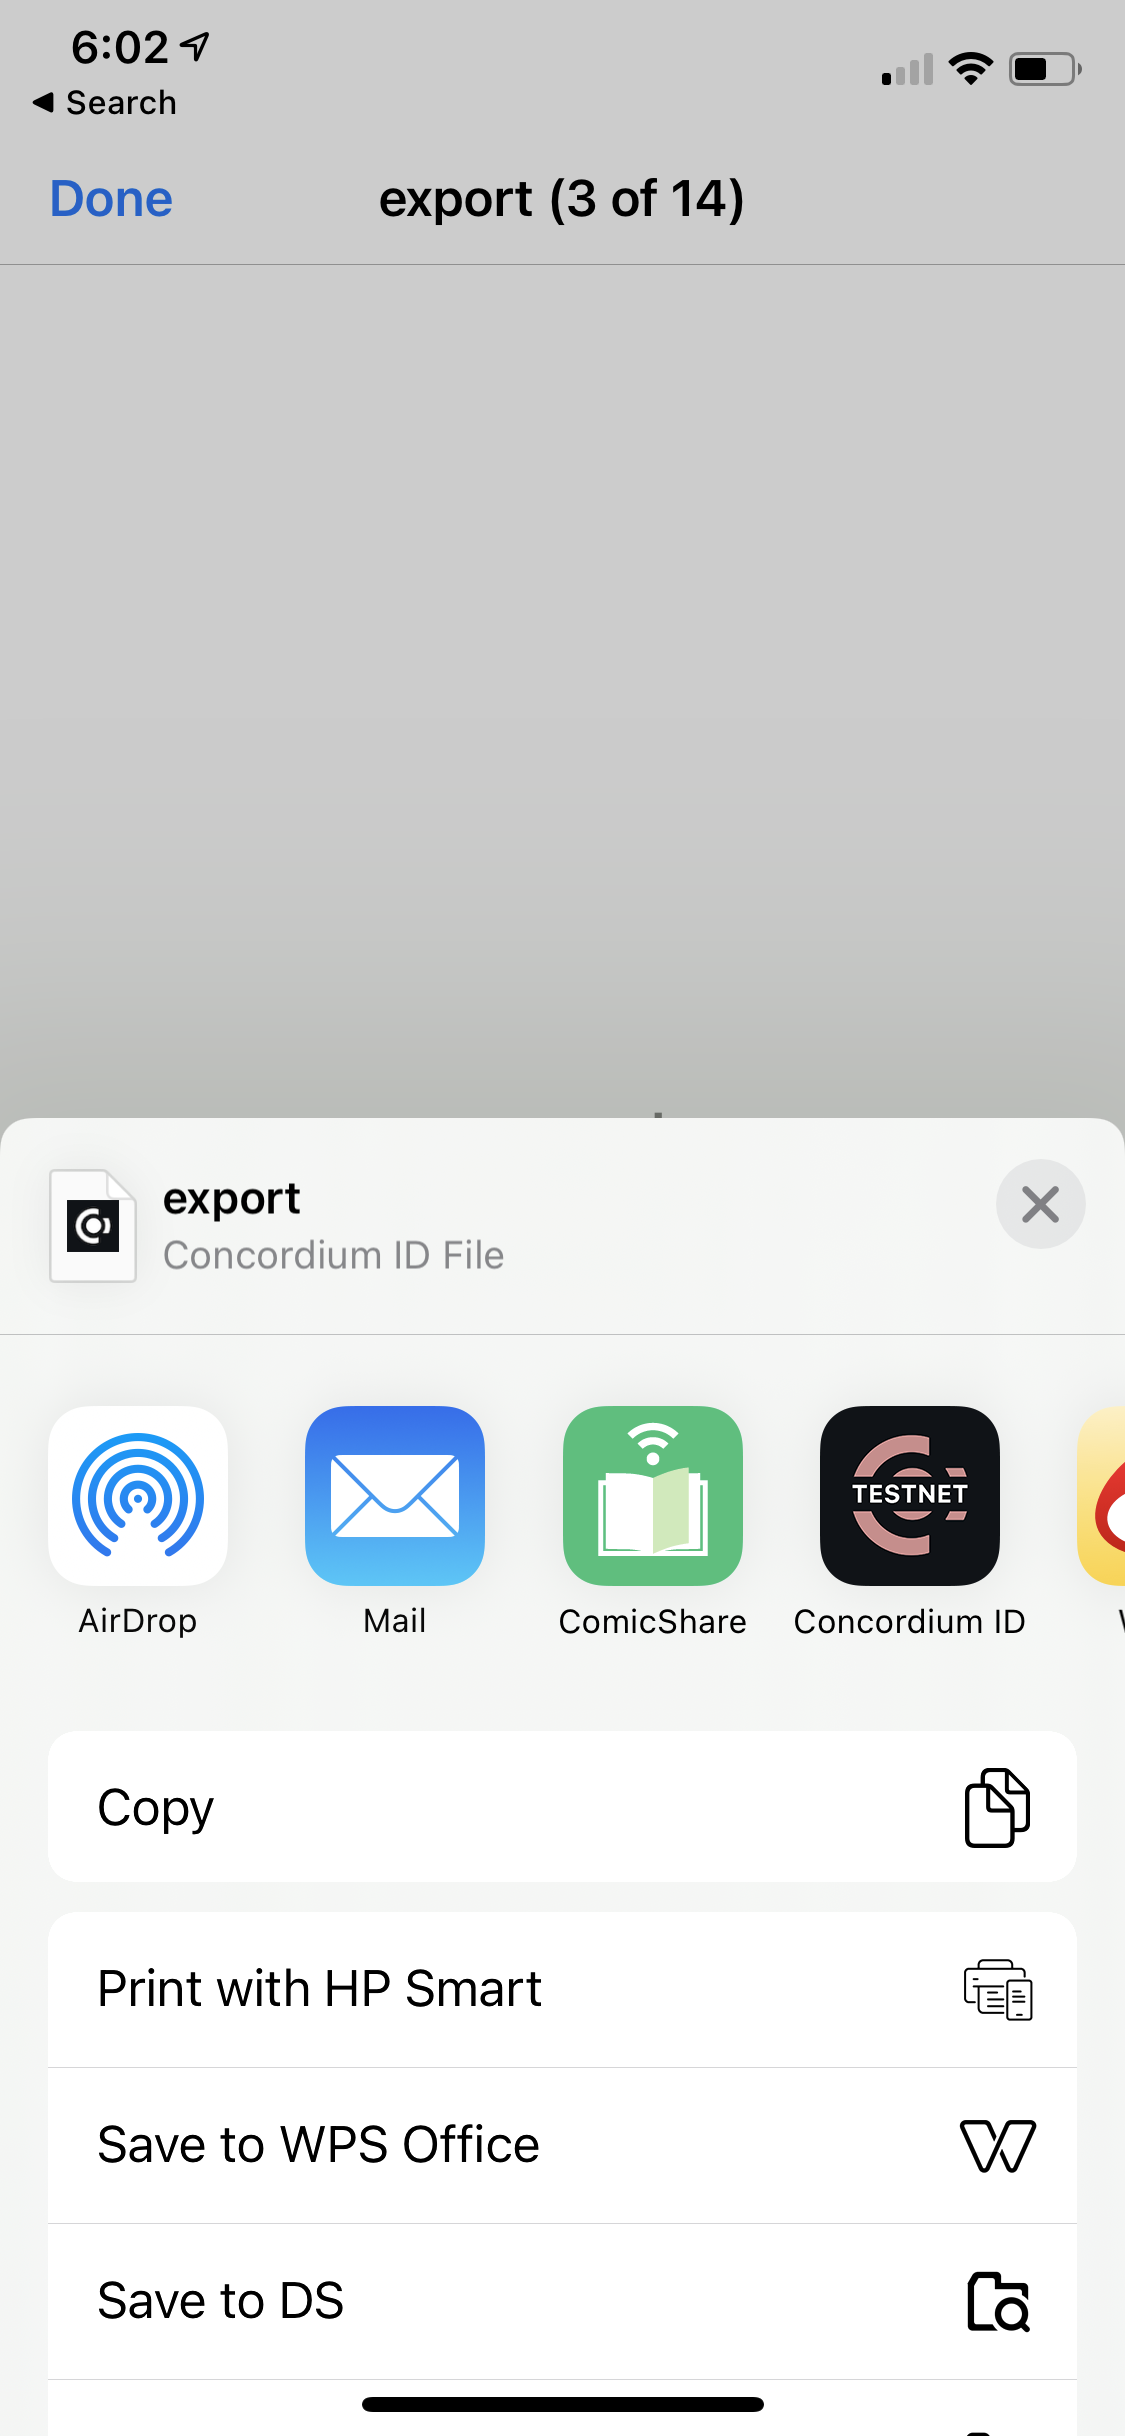 6:02
Search
Done
export (3 of 14)
export
Concordium ID File
TESTNET
AirDrop
Mail
ComicShare
Concordium ID
Copy
Print with HP Smart
Save to WPS Office
Save to DS